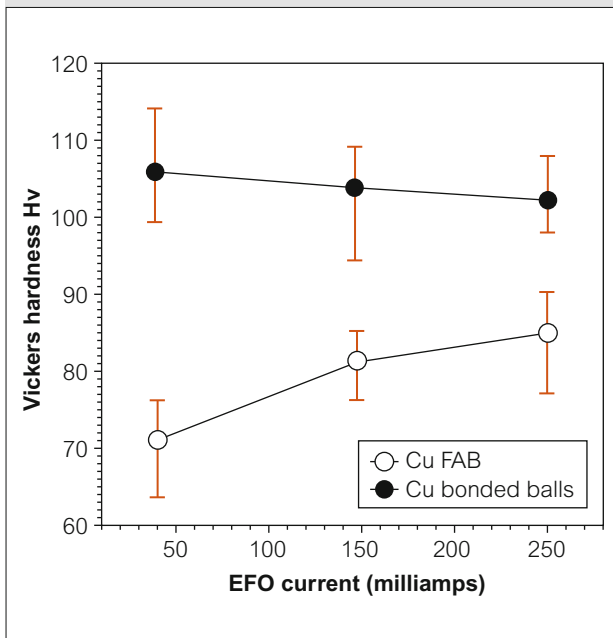 120
110
100
90
80
70
60
Vickers hardness Hv
Cu FAB
Cu bonded balls
50 100 150 200 250
EFO current (milliamps)